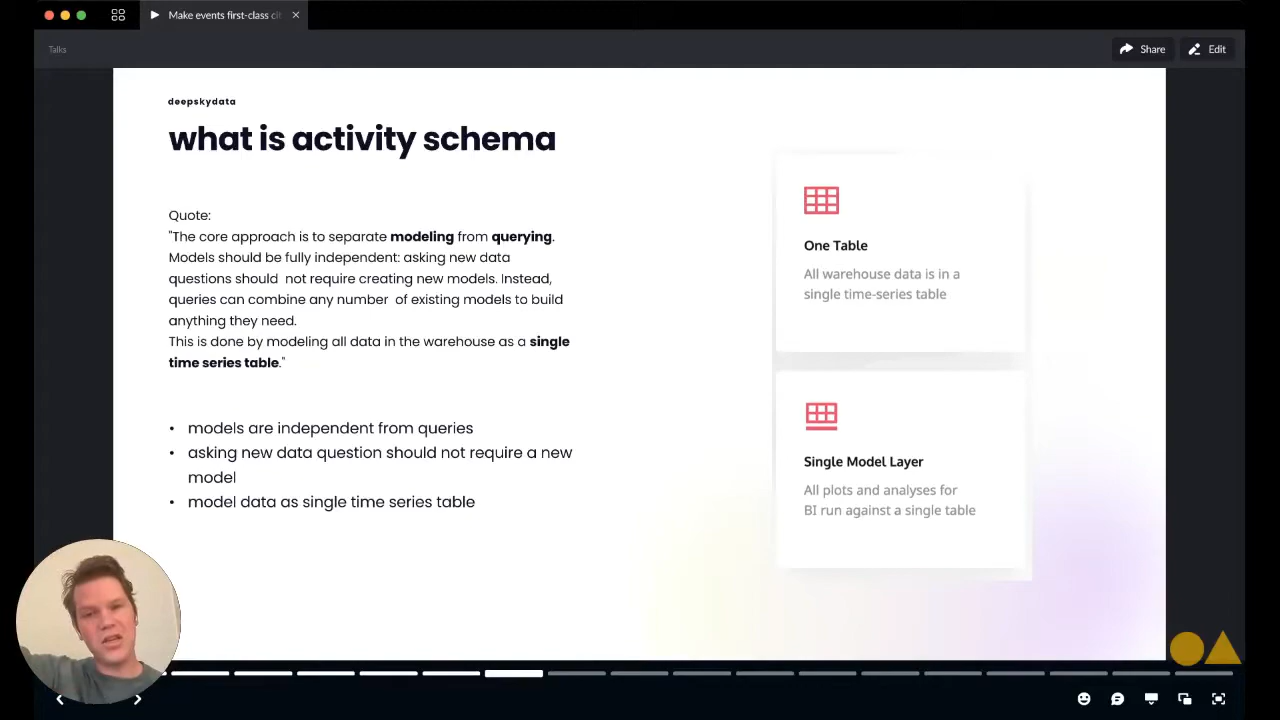 Make events first-class cit
Talks
Share
Edit
deepskydata
what is activity schema
Quote:
"The core approach is to separate modeling from querying.
Models should be fully independent: asking new data
questions should  not require creating new models. Instead,
queries can combine any number  of existing models to build
anything they need.
This is done by modeling all data in the warehouse as a single
time series table."
• models are independent from queries
• asking new data question should not require a new
model
• model data as single time series table
One Table
All warehouse data is in a
single time-series table
Single Model Layer
All plots and analyses for
BI run against a single table